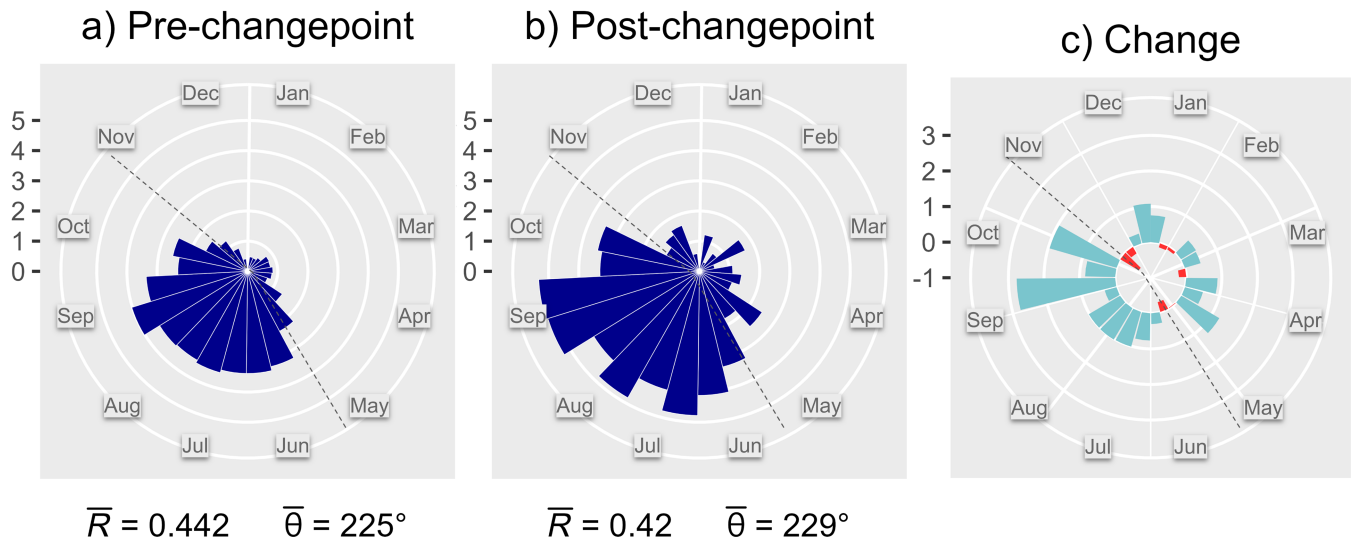 a) Pre-changepoint
b) Post-changepoint
c) Change
Dec Jan
Nov Feb
Oct Mar
Sep Apr
Aug May
Jul Jun
5
4
3
2
1
0
Dec Jan
Nov Feb
Oct Mar
Sep Apr
Aug May
Jul Jun
5
4
3
2
1
0
Dec Jan
Nov Feb
Oct Mar
Sep Apr
Aug May
Jul Jun
3
2
1
0
-1
R̅ = 0.442 θ̅ = 225°
R̅ = 0.42 θ̅ = 229°